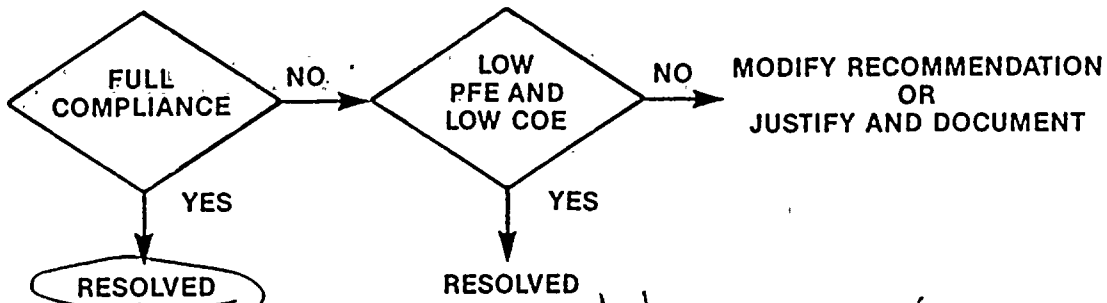 FULL
COMPLIANCE
NO
LOW
PFE AND
LOW COE
NO
MODIFY RECOMMENDATION
OR
JUSTIFY AND DOCUMENT
YES
YES
RESOLVED
RESOLVED